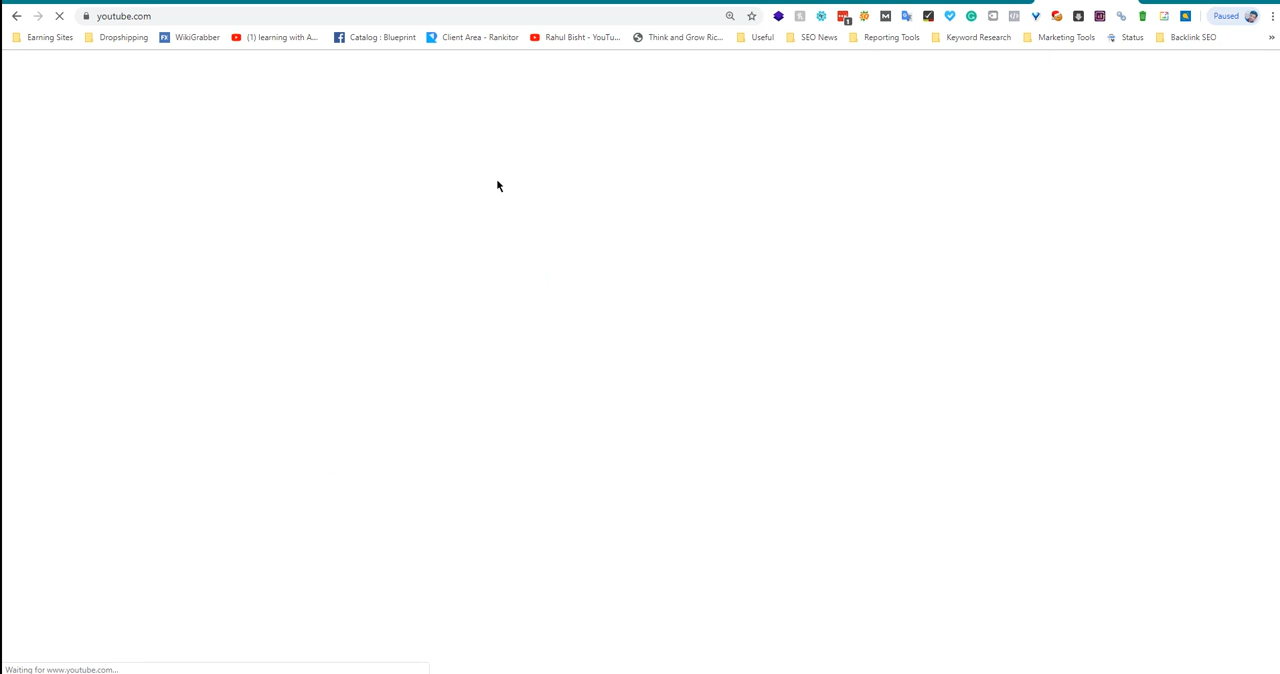 youtube.com
1
Paused
Earning Sites Dropshipping FX WikiGrabber (1) learning with A... Catalog : Blueprint Client Area - Rankitor Rahul Bisht - YouTu... Think and Grow Ric... Useful SEO News Reporting Tools Keyword Research Marketing Tools Status Backlink SEO »
Waiting for www.youtube.com...